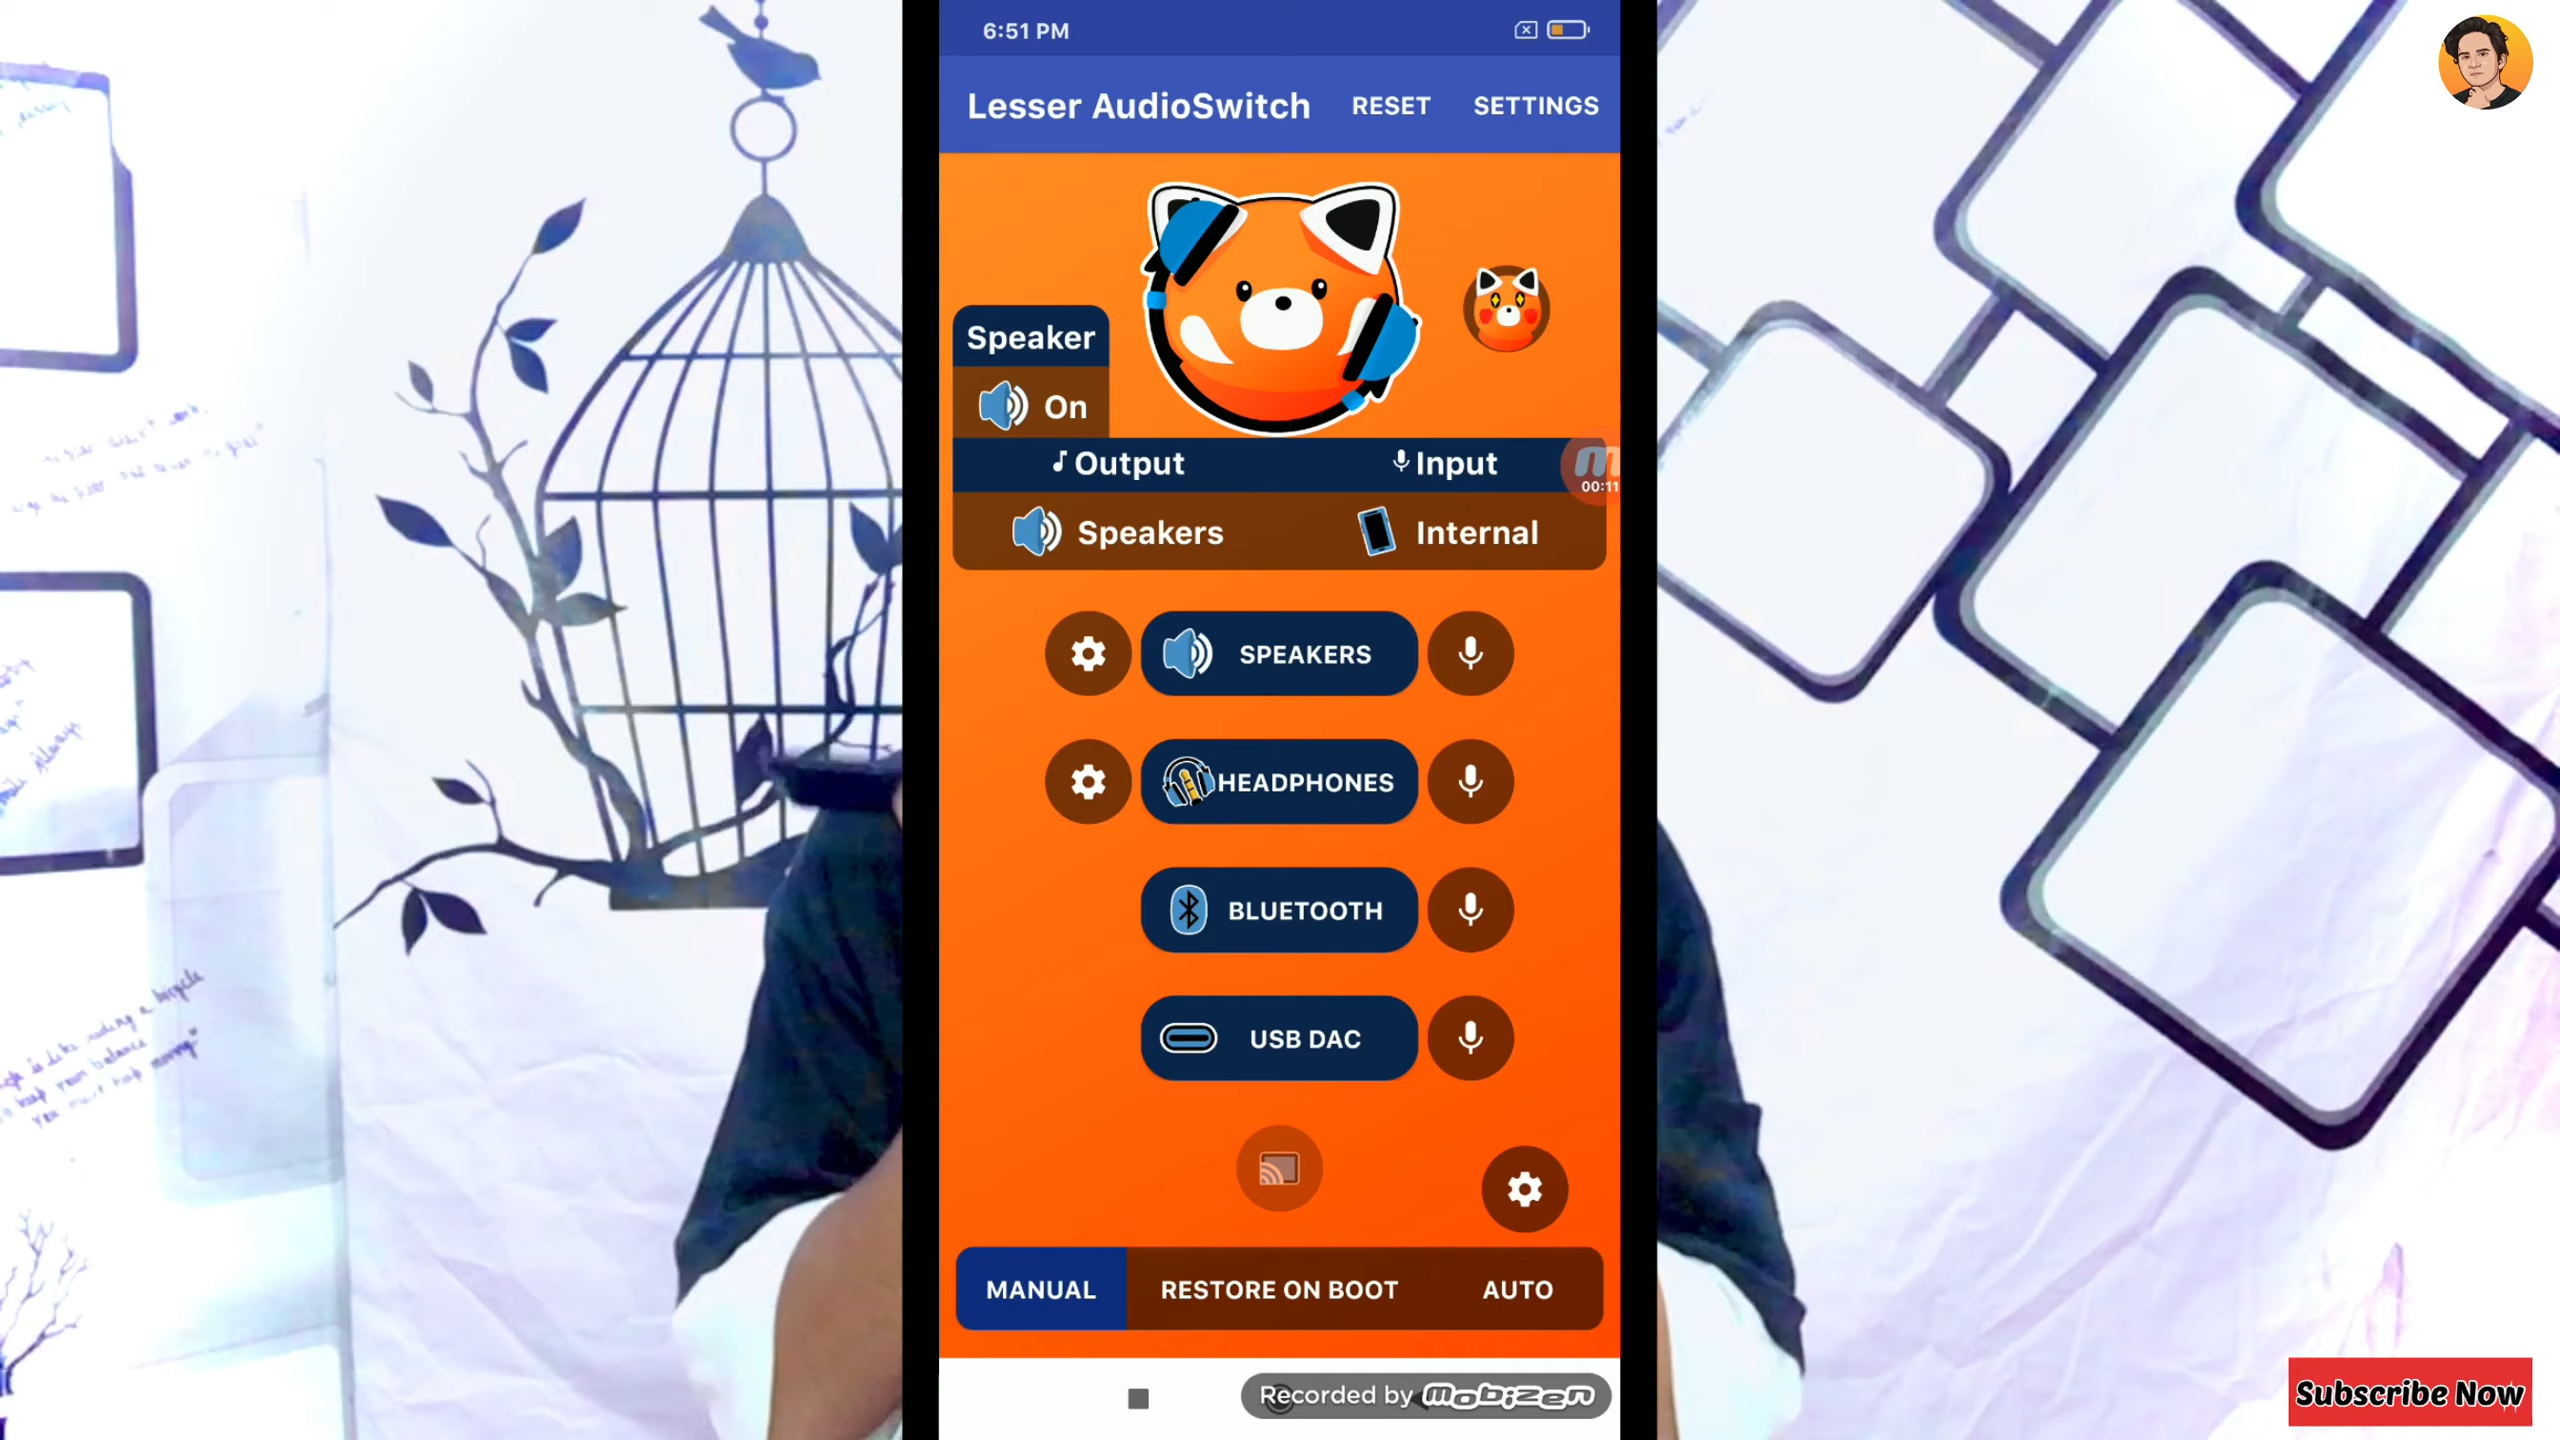 6:51 PM
Lesser AudioSwitch RESET SETTINGS
Speaker
On
Output Input
00:11
Speakers Internal
SPEAKERS
HEADPHONES
BLUETOOTH
USB DAC
MANUAL RESTORE ON BOOT AUTO
Recorded by mobizen
Subscribe Now